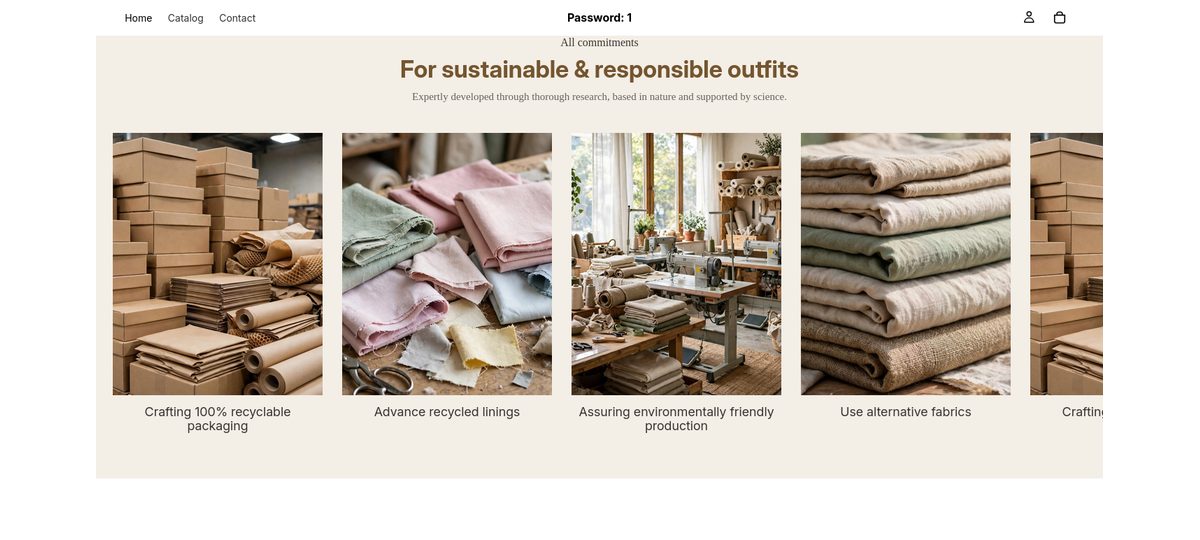 Home Catalog Contact Password: 1
All commitments
For sustainable & responsible outfits
Expertly developed through thorough research, based in nature and supported by science.
Crafting 100% recyclable
packaging
Advance recycled linings
Assuring environmentally friendly
production
Use alternative fabrics
Crafting